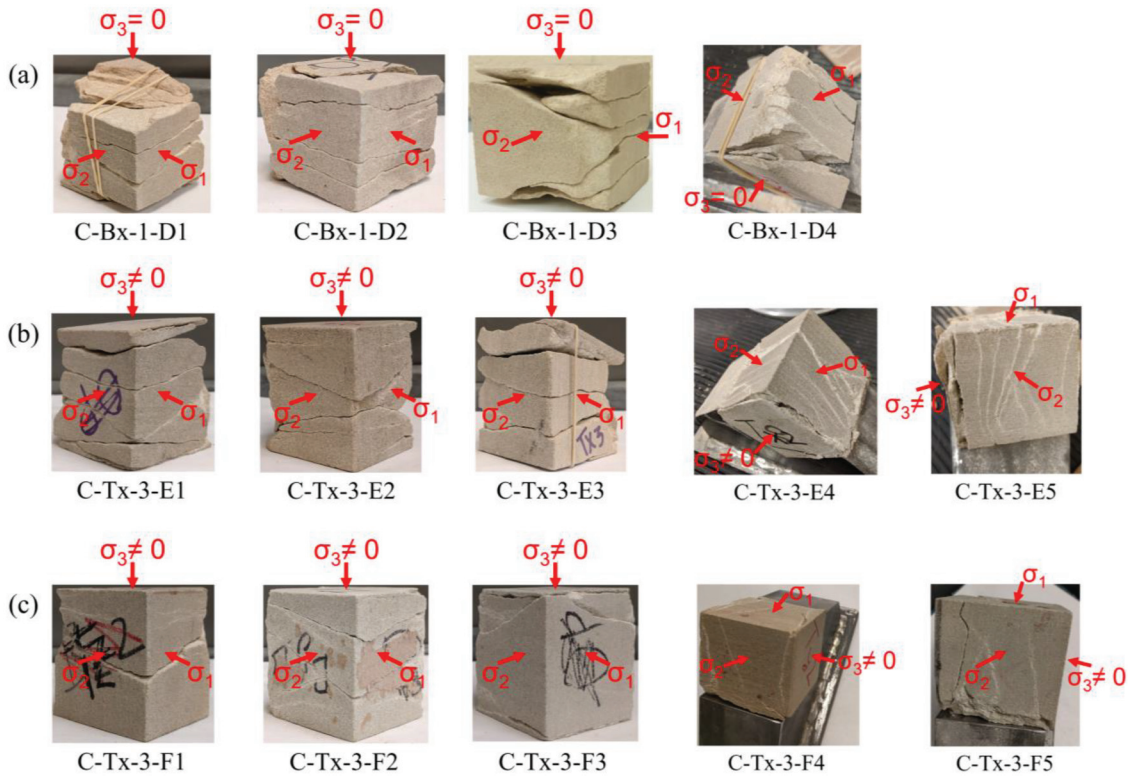 σ3= 0 σ3= 0 σ3= 0
(a)
σ2 σ1 σ2 σ1 σ2 σ1 σ2 σ1 σ3= 0
C-Bx-1-D1 C-Bx-1-D2 C-Bx-1-D3 C-Bx-1-D4
σ3≠ 0 σ3≠ 0 σ3≠ 0
(b)
σ2 σ1 σ2 σ1 σ2 σ1 TX3 σ2 σ1 σ3≠ 0 σ1 σ3≠ 0 σ2
C-Tx-3-E1 C-Tx-3-E2 C-Tx-3-E3 C-Tx-3-E4 C-Tx-3-E5
σ3≠ 0 σ3≠ 0 σ3≠ 0
(c)
σ2 σ1 σ2 σ1 σ2 σ1 σ1 σ2 σ3≠ 0 σ1 σ2 σ3≠ 0
C-Tx-3-F1 C-Tx-3-F2 C-Tx-3-F3 C-Tx-3-F4 C-Tx-3-F5